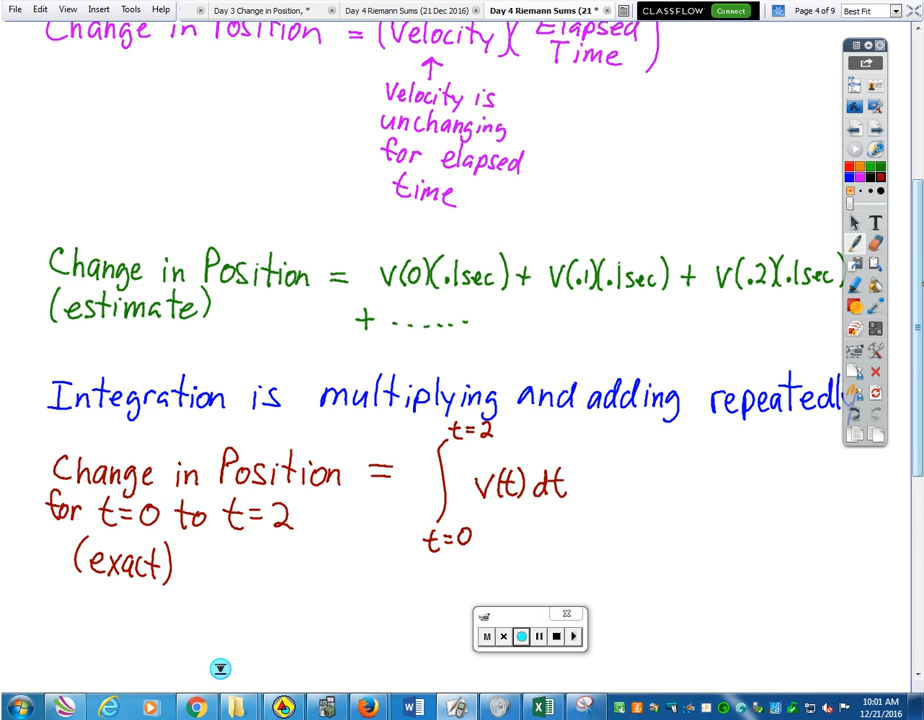 File Edit View Insert Tools Help
Day 3 Change in Position, *
Day 4 Riemann Sums (21 Dec 2016)
Day 4 Riemann Sums (21 *
CLASSFLOW
Connect
Page 4 of 9
Best Fit
Change in Position = (Velocity)(Elapsed
Time)
Velocity is
unchanging
for elapsed
time
Change in Position = v(0)(.1sec) + v(.1)(.1sec) + v(.2)(.1sec)
(estimate)
+ ......
Integration is multiplying and adding repeatedly
t=2
Change in Position = ∫ v(t) dt
for t=0 to t=2
t=0
(exact)
M
10:01 AM
12/21/2016